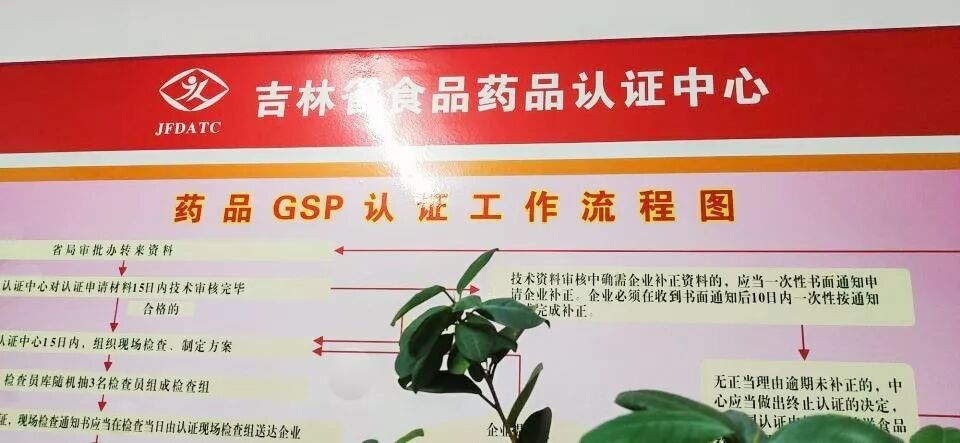 吉林省食品药品认证中心
JFDATC
药品 GSP 认证工作流程图
省局审批办转来资料
认证中心对认证申请材料15日内技术审核完毕
合格的
技术资料审核中确需企业补正资料的，应当一次性书面通知申
请企业补正。企业必须在收到书面通知后10日内一次性按通知
完成补正。
认证中心15日内，组织现场检查、制定方案
检查员库随机抽3名检查员组成检查组
无正当理由逾期未补正的，中
心应当做出终止认证的决定，
证，现场检查通知书应当在检查当日由认证现场检查组送达企业
企业
食品